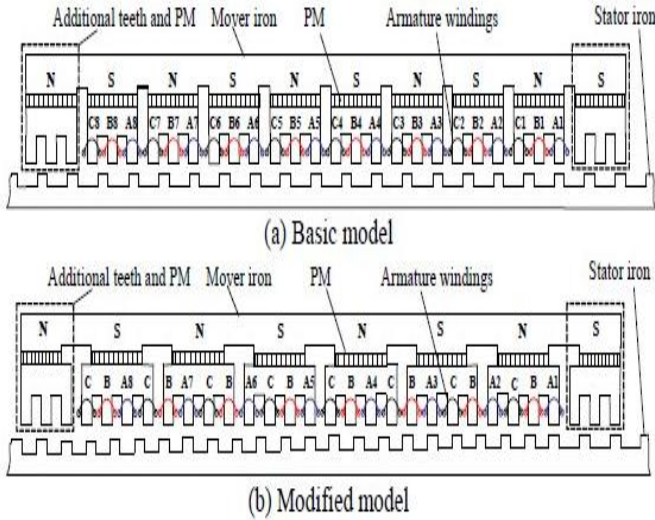 Additional teeth and PM Mover iron PM Armature windings Stator iron
N S N S N S N S N S
C8 B8 A8 C7 B7 A7 C6 B6 A6 C5 B5 A5 C4 B4 A4 C3 B3 A3 C2 B2 A2 C1 B1 A1
(a) Basic model
Additional teeth and PM Mover iron PM Armature windings Stator iron
N S N S N S N S
C B A8 C B A7 C B A6 C B A5 C B A4 C B A3 C B A2 C B A1
(b) Modified model